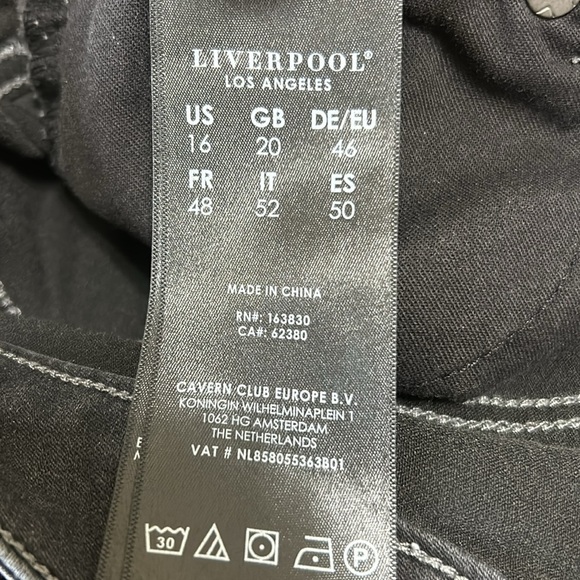 LIVERPOOL®
LOS ANGELES
US GB DE/EU
16 20 46
FR IT ES
48 52 50
MADE IN CHINA
RN#: 163830
CA#: 62380
CAVERN CLUB EUROPE B.V.
KONINGIN WILHELMINAPLEIN 1
1062 HG AMSTERDAM
THE NETHERLANDS
VAT # NL858055363B01
30 P